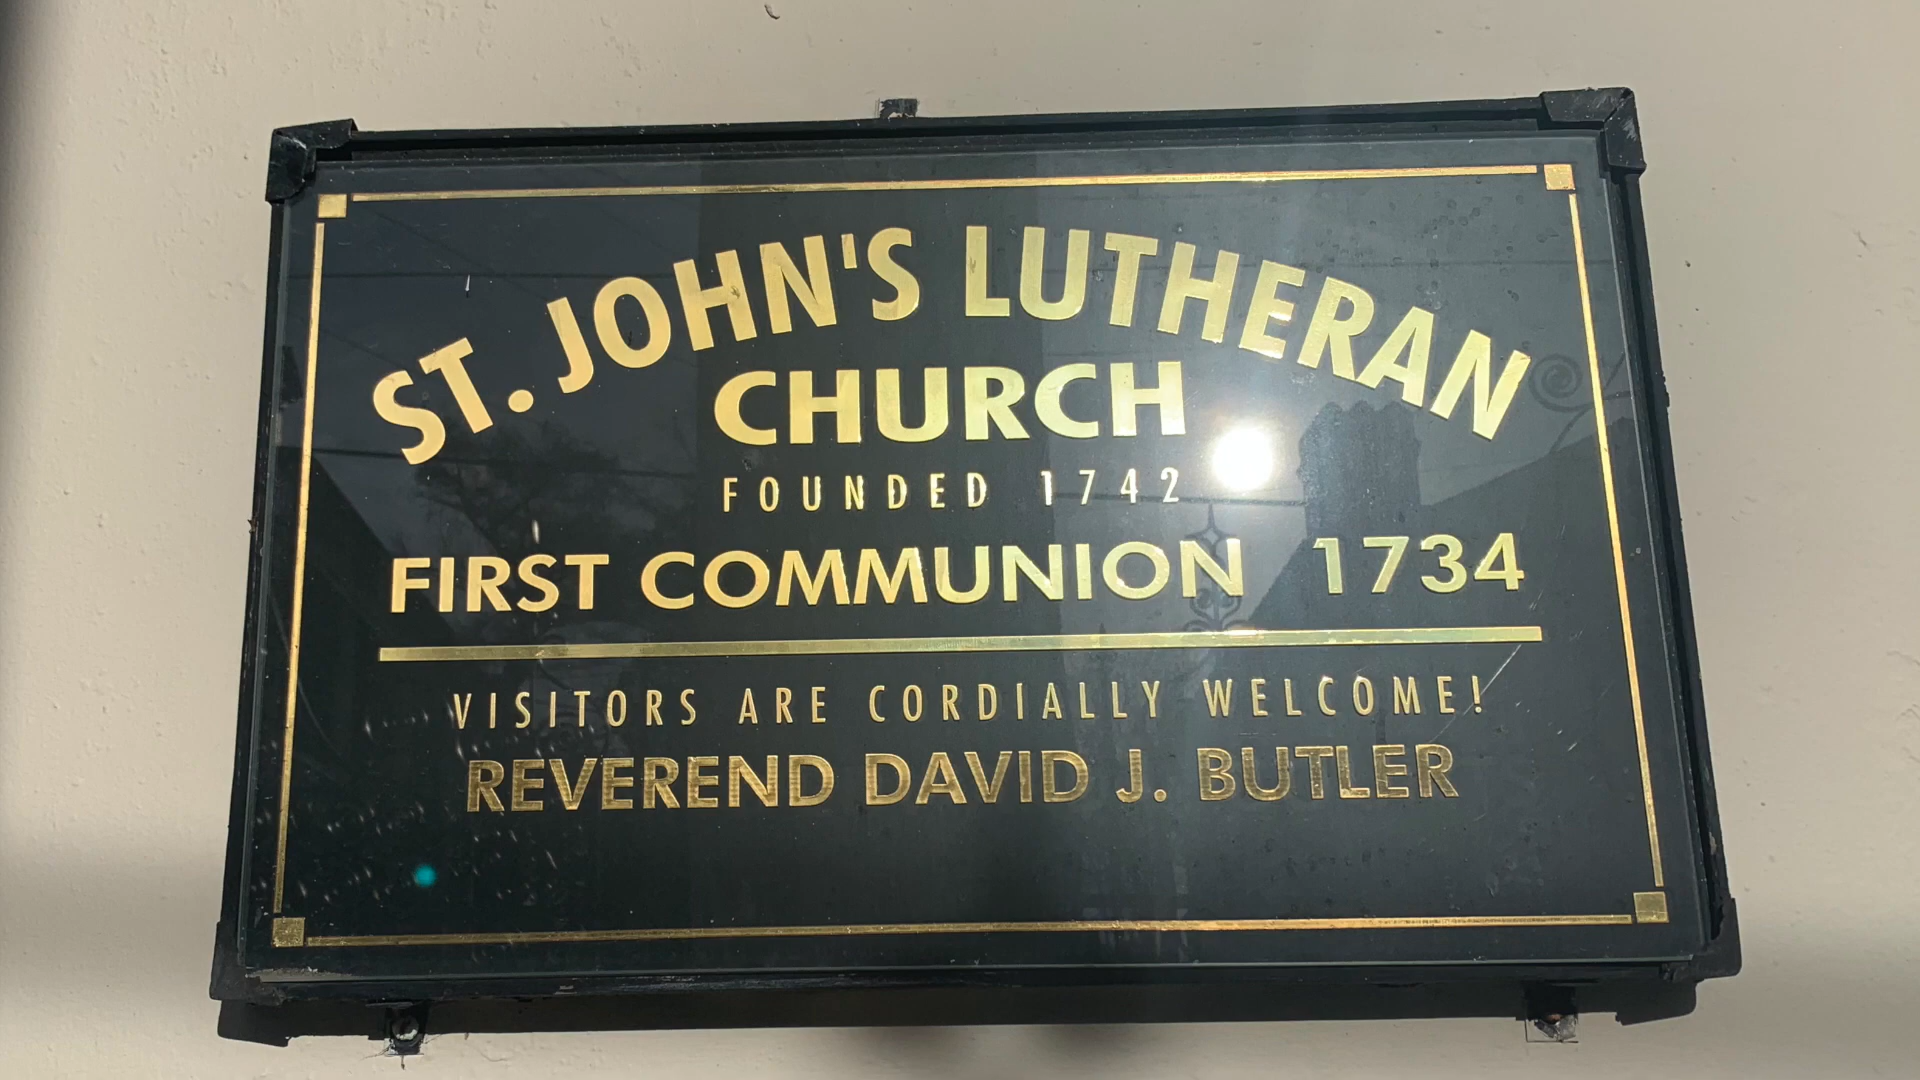 ST. JOHN'S LUTHERAN
CHURCH
FOUNDED 1742
FIRST COMMUNION 1734
VISITORS ARE CORDIALLY WELCOME!
REVEREND DAVID J. BUTLER